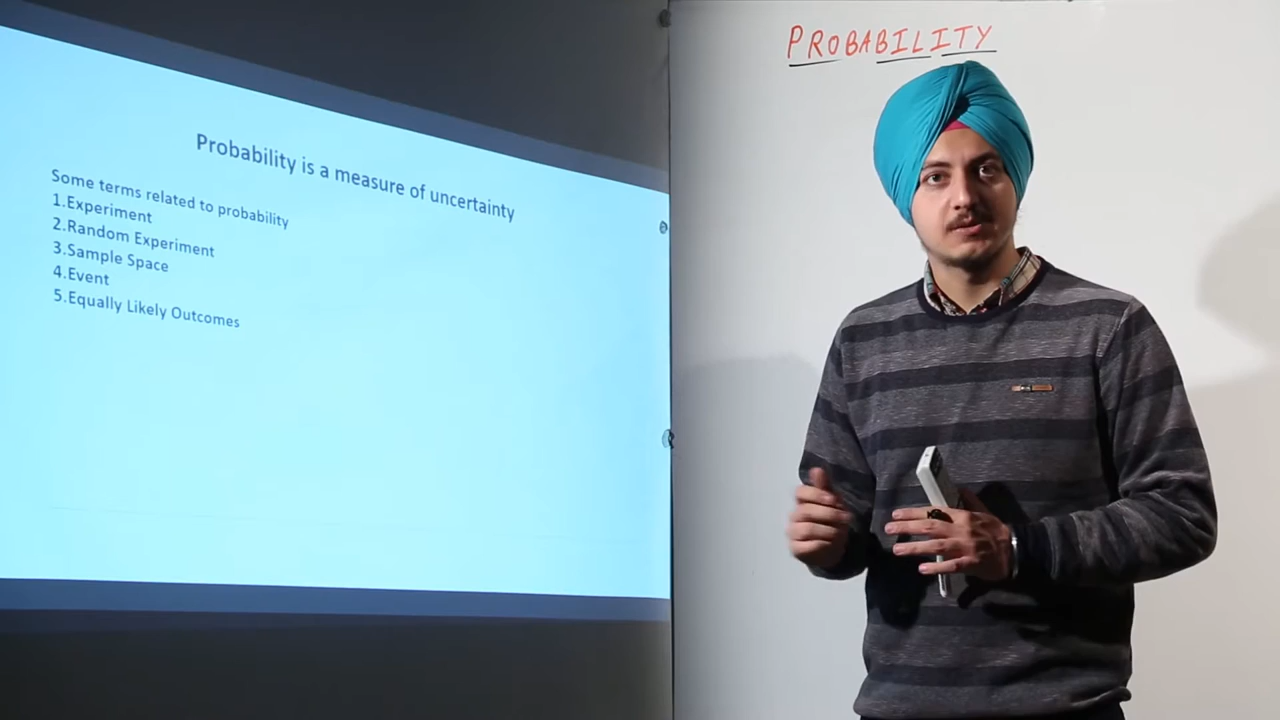 PROBABILITY
Probability is a measure of uncertainty
Some terms related to probability
1.Experiment
2.Random Experiment
3.Sample Space
4.Event
5.Equally Likely Outcomes